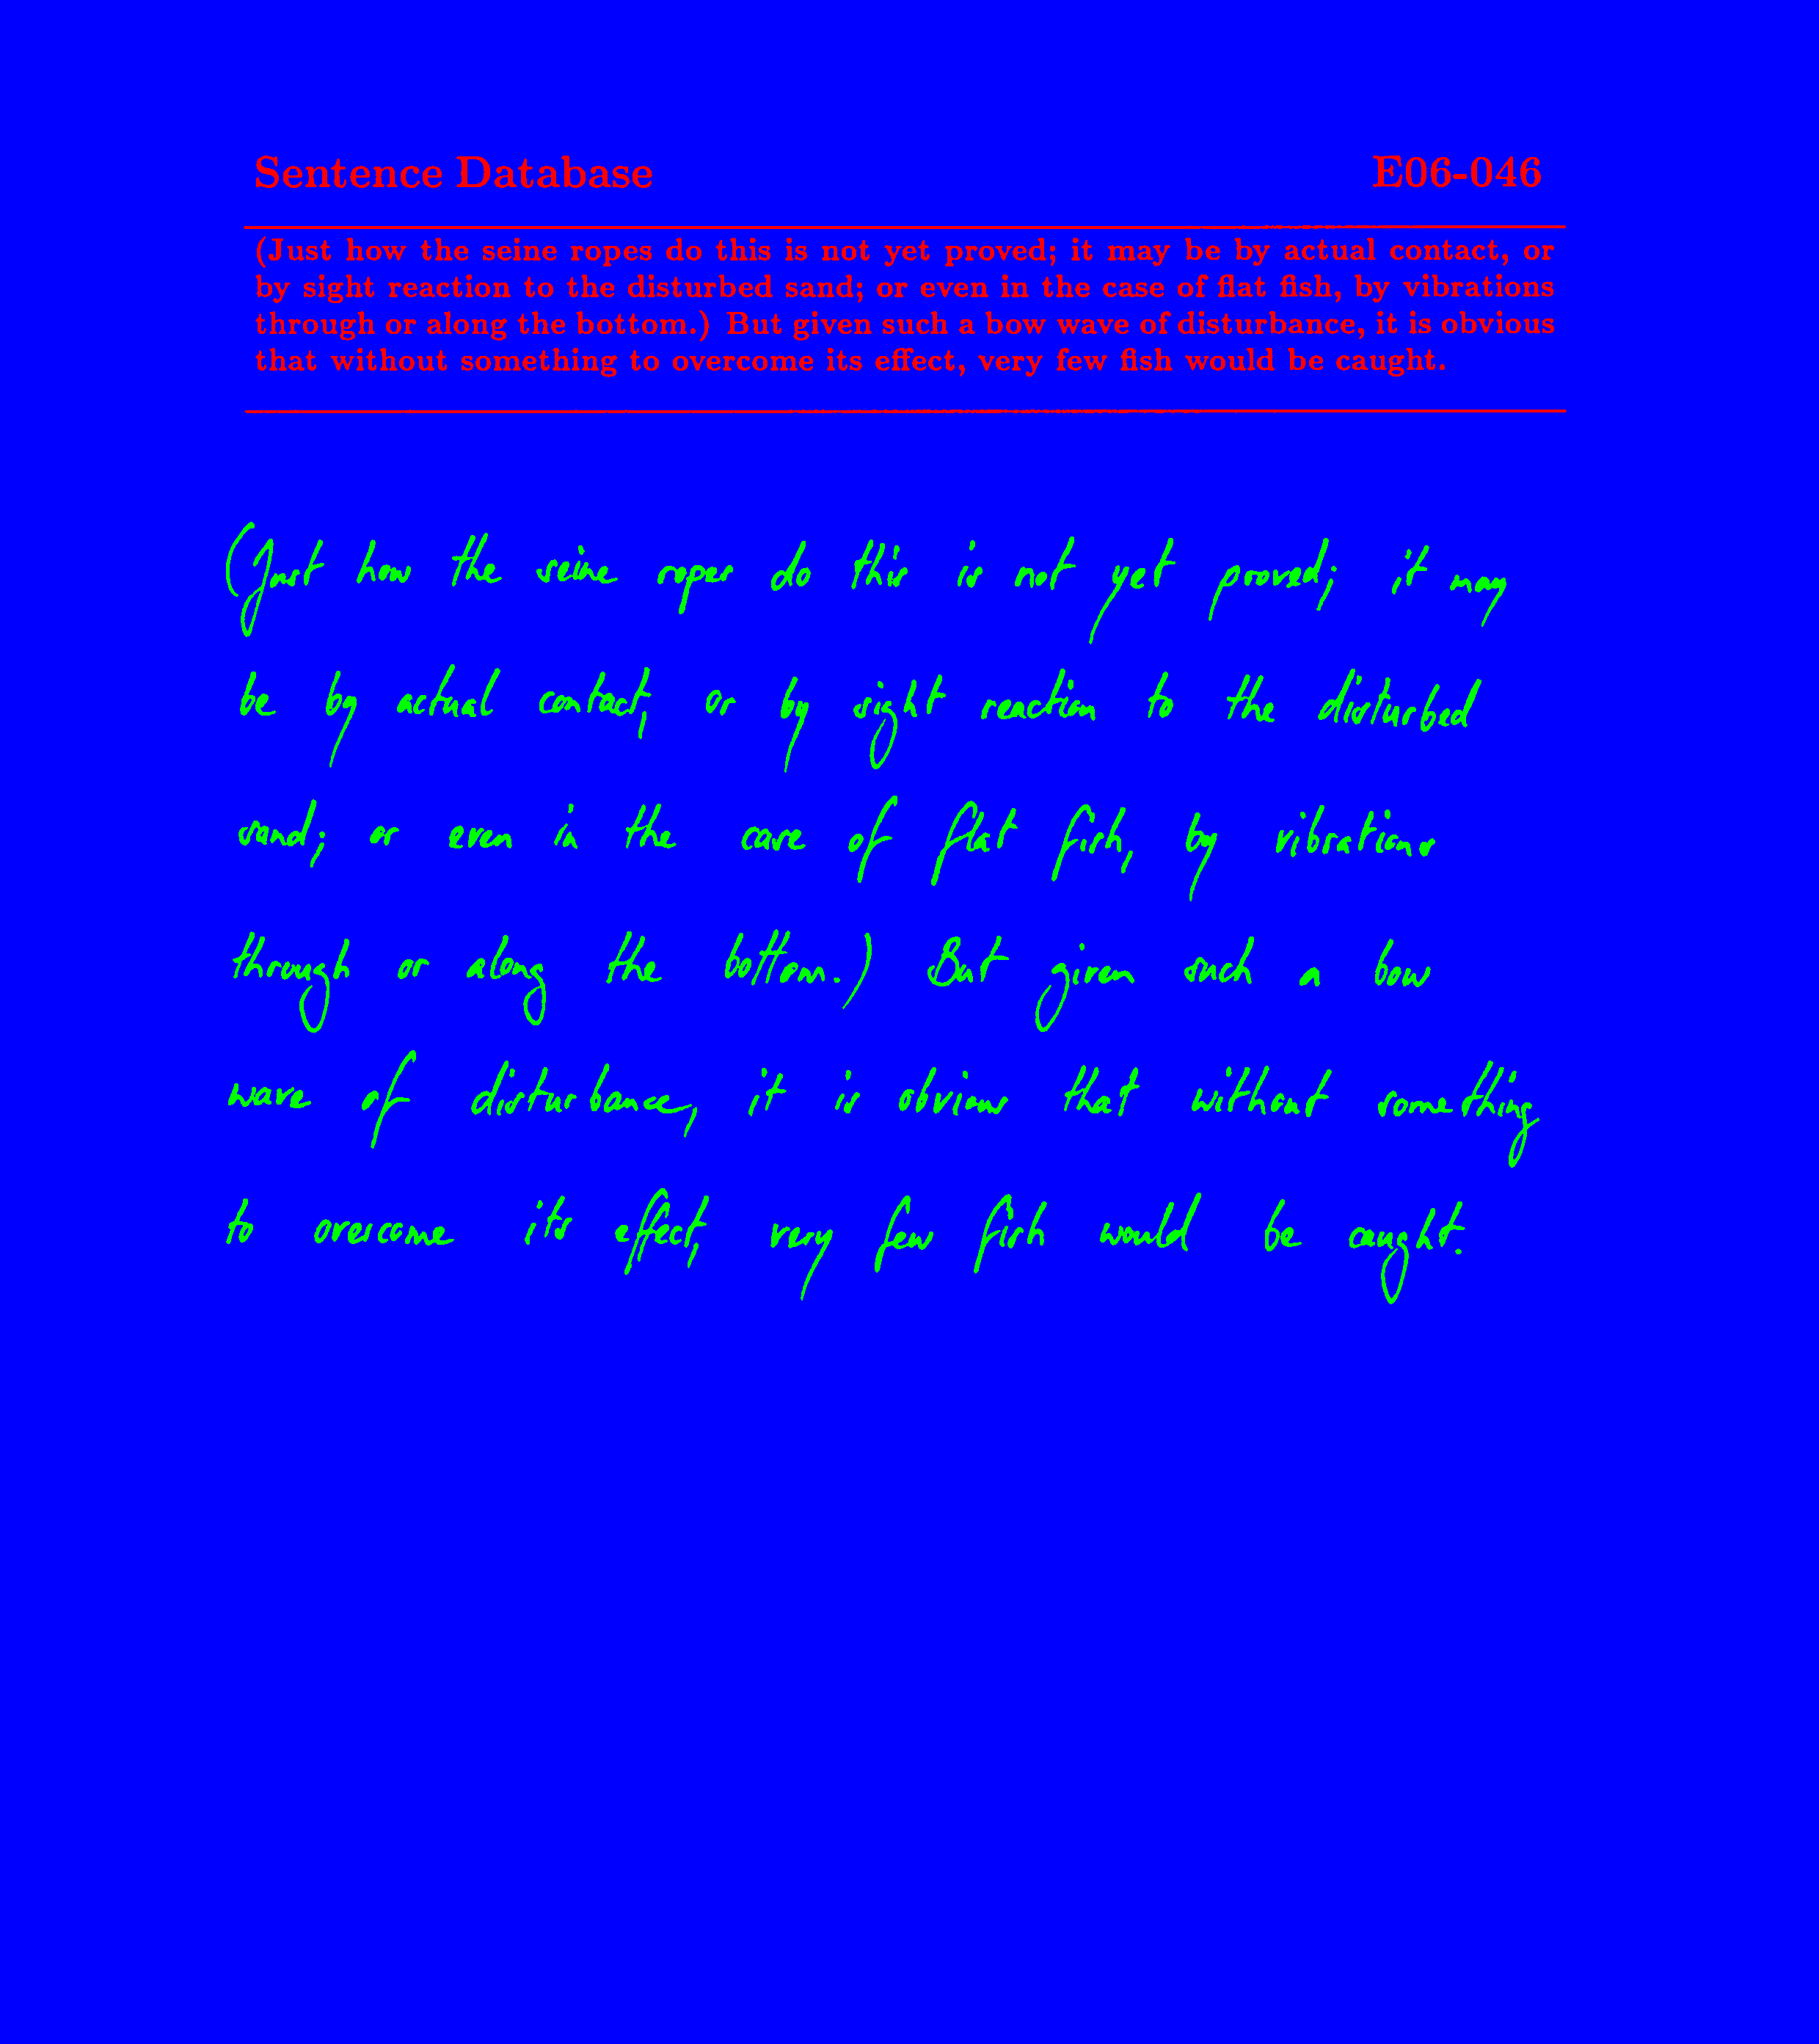 Sentence Database E06-046
(Just how the seine ropes do this is not yet proved; it may be by actual contact, or
by sight reaction to the disturbed sand; or even in the case of flat fish, by vibrations
through or along the bottom.) But given such a bow wave of disturbance, it is obvious
that without something to overcome its effect, very few fish would be caught.
(Just how the seine ropes do this is not yet proved; it may
be by actual contact, or by sight reaction to the disturbed
sand; or even in the case of flat fish, by vibrations
through or along the bottom.) But given such a bow
wave of disturbance, it is obvious that without something
to overcome its effect, very few fish would be caught.